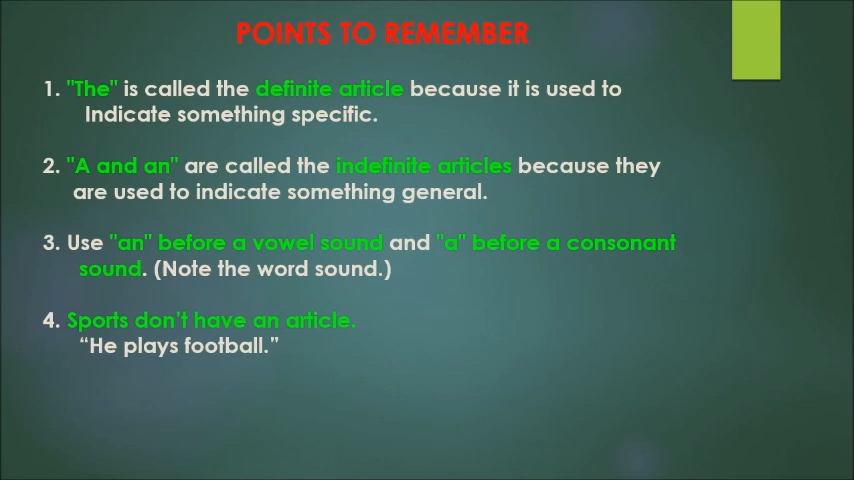 POINTS TO REMEMBER
1. "The" is called the definite article because it is used to
Indicate something specific.
2. "A and an" are called the indefinite articles because they
are used to indicate something general.
3. Use "an" before a vowel sound and "a" before a consonant
sound. (Note the word sound.)
4. Sports don't have an article.
“He plays football.”